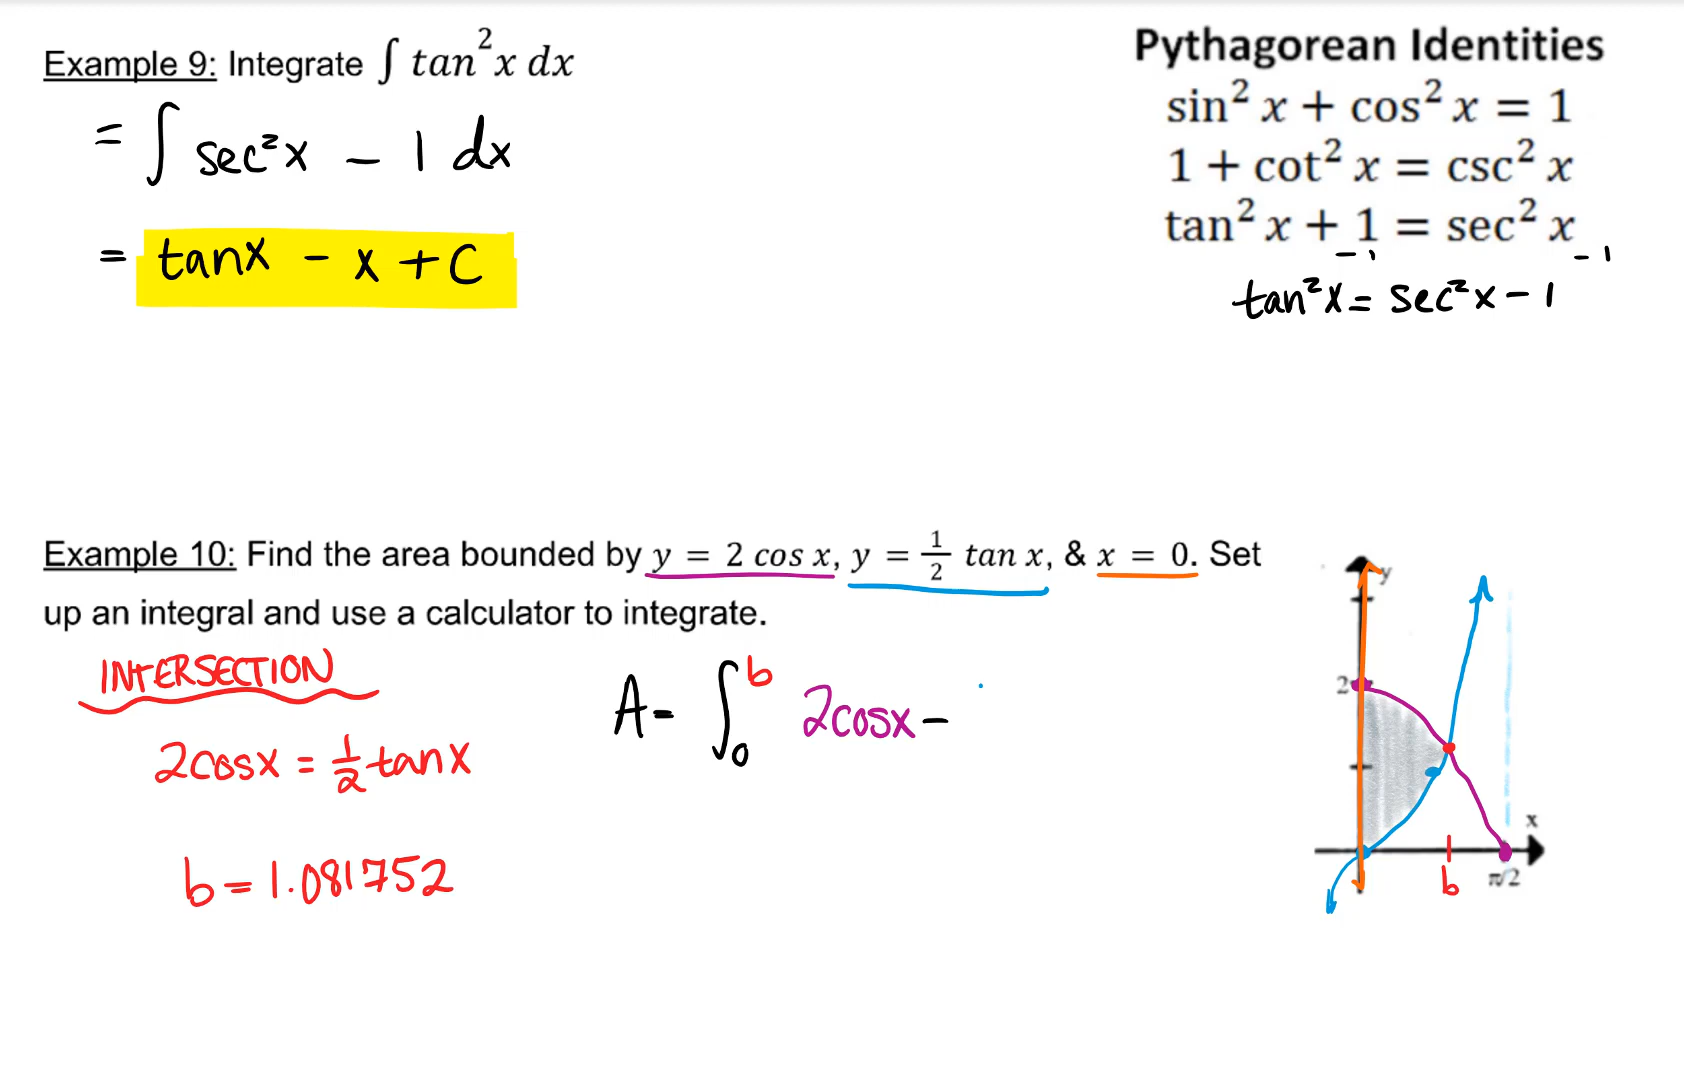 Example 9: Integrate ∫ tan²x dx
= ∫ sec²x − 1 dx
= tanx − x + C
Pythagorean Identities
sin² x + cos² x = 1
1 + cot² x = csc² x
tan² x + 1 = sec² x
−1 −1
tan²x = sec²x − 1
Example 10: Find the area bounded by y = 2 cos x, y = 1/2 tan x, & x = 0. Set
up an integral and use a calculator to integrate.
INTERSECTION
2cosx = 1/2 tanx
b = 1.081752
A = ∫₀ᵇ 2cosx −
y
2
x
b π/2